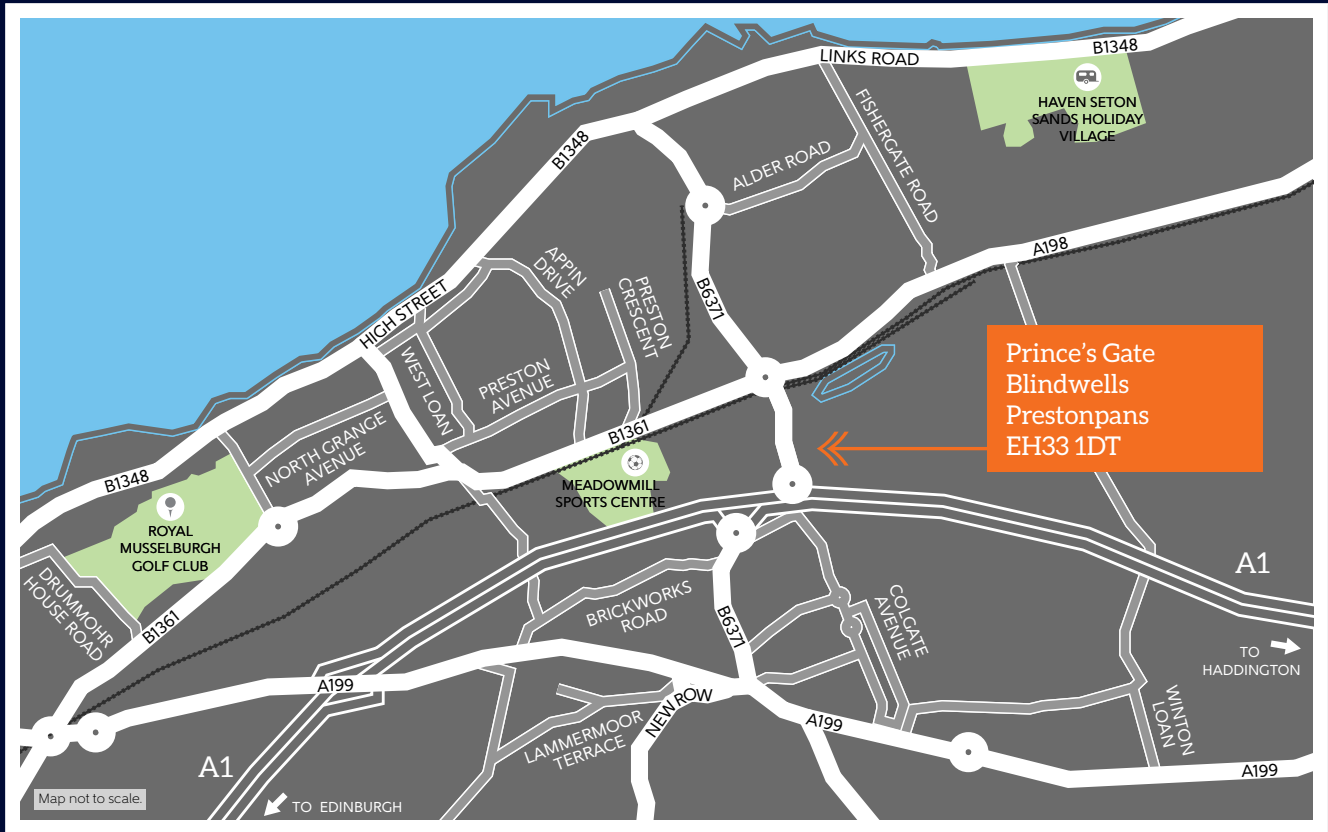 LINKS ROAD
B1348
HAVEN SETON
SANDS HOLIDAY
VILLAGE
FISHERGATE ROAD
B1348
ALDER ROAD
A198
APPIN
DRIVE
PRESTON
CRESCENT
B6371
HIGH STREET
WEST LOAN
PRESTON
AVENUE
Prince’s Gate
Blindwells
Prestonpans
EH33 1DT
B1361
NORTH GRANGE
AVENUE
B1348
MEADOWMILL
SPORTS CENTRE
ROYAL
MUSSELBURGH
GOLF CLUB
DRUMMOHR
HOUSE ROAD
B1361
BRICKWORKS
ROAD
B6371
COLGATE
AVENUE
A1
TO
HADDINGTON
A199
NEW ROW
LAMMERMOOR
TERRACE
A199
WINTON
LOAN
A199
A1
TO EDINBURGH
Map not to scale.